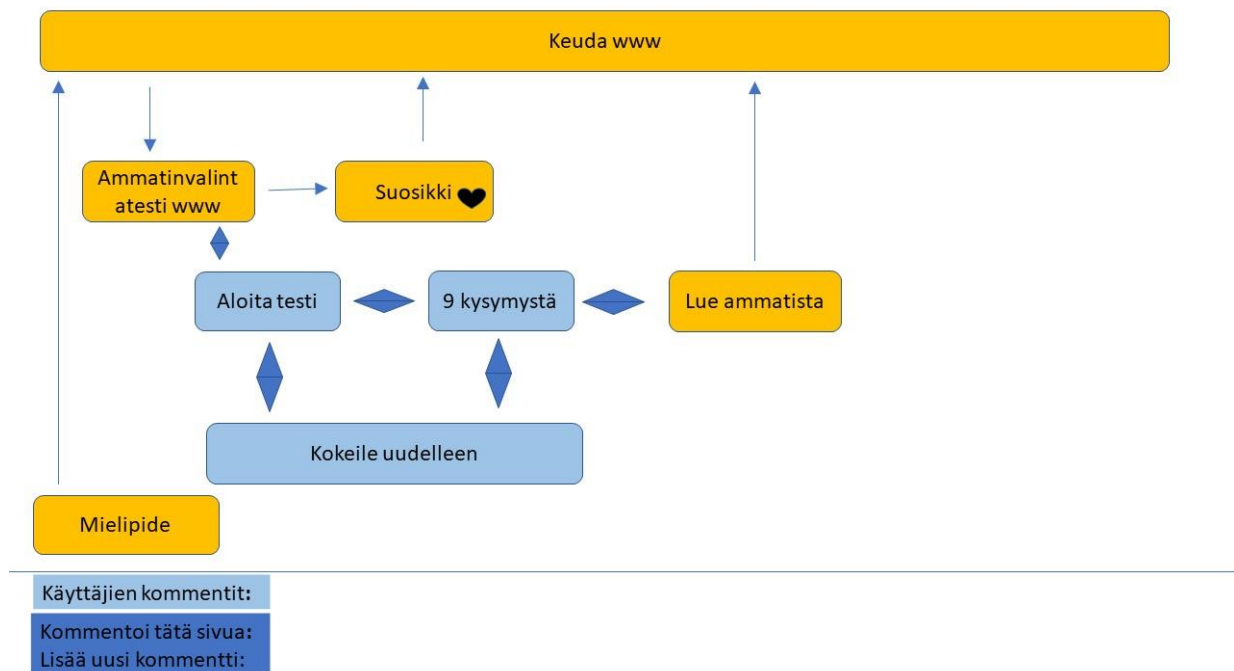 Keuda www
Ammatinvalint
atesti www
Suosikki
Aloita testi
9 kysymystä
Lue ammatista
Kokeile uudelleen
Mielipide
Käyttäjien kommentit:
Kommentoi tätä sivua:
Lisää uusi kommentti: